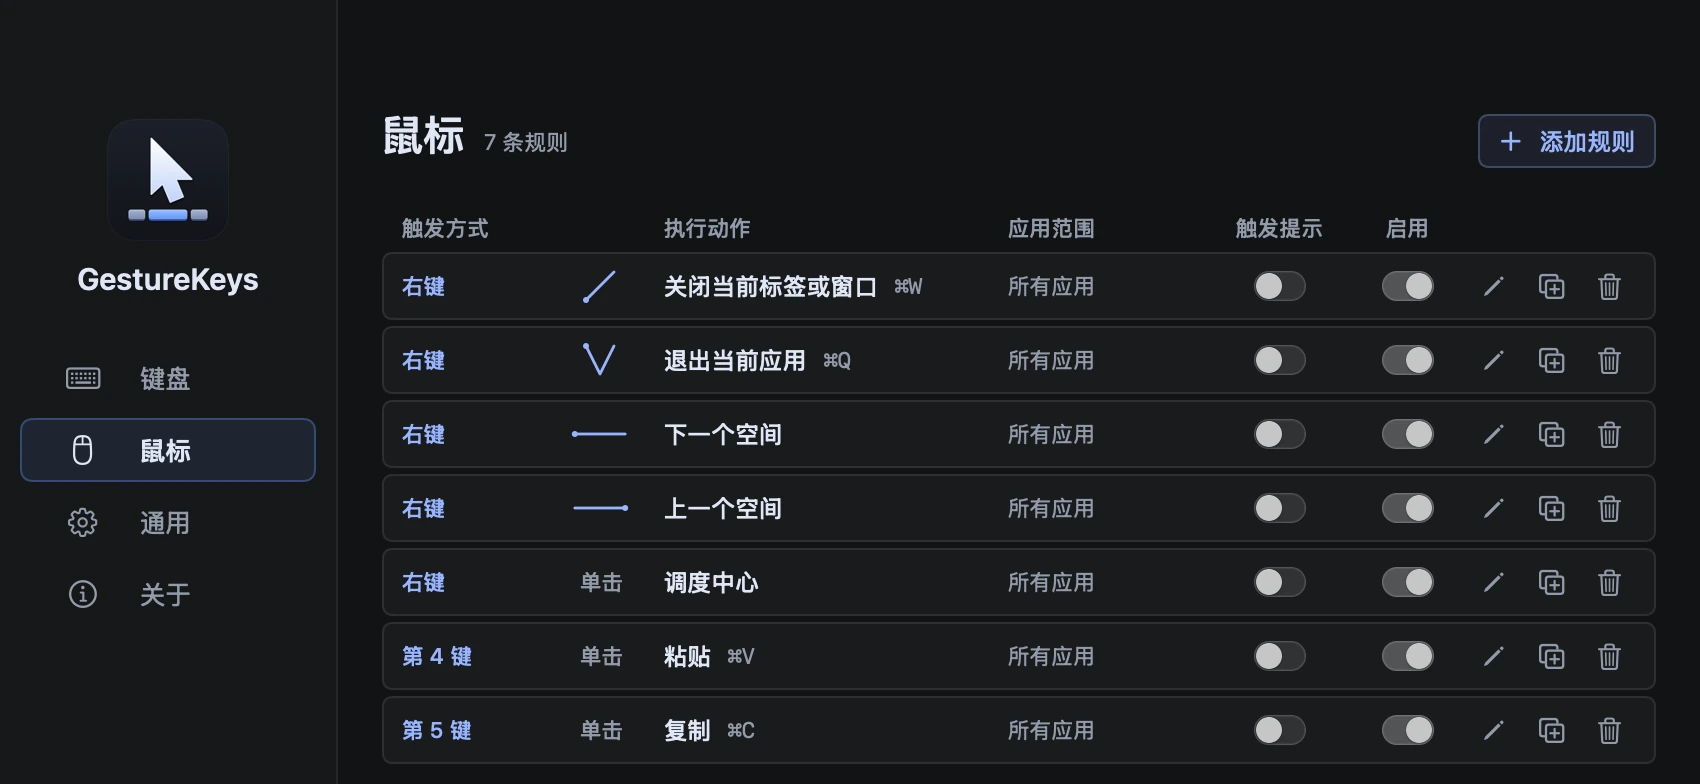 GestureKeys
键盘
鼠标
通用
关于
鼠标 7 条规则
添加规则
触发方式 执行动作 应用范围 触发提示 启用
右键 关闭当前标签或窗口 ⌘W 所有应用
右键 退出当前应用 ⌘Q 所有应用
右键 下一个空间 所有应用
右键 上一个空间 所有应用
右键 单击 调度中心 所有应用
第 4 键 单击 粘贴 ⌘V 所有应用
第 5 键 单击 复制 ⌘C 所有应用